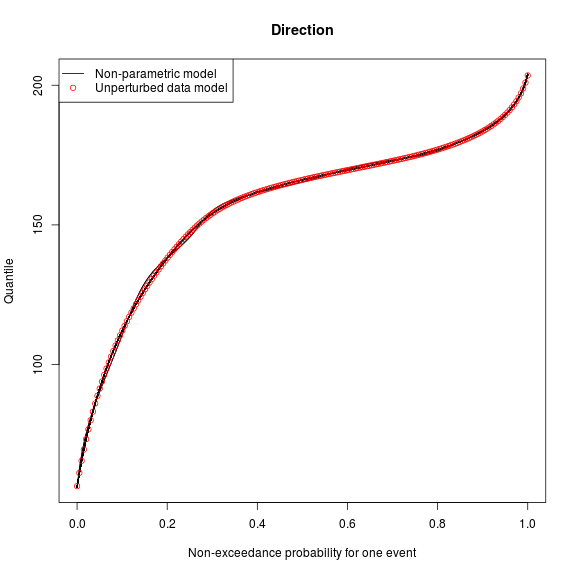 Direction
Non-parametric model
Unperturbed data model
200
150
100
Quantile
0.0 0.2 0.4 0.6 0.8 1.0
Non-exceedance probability for one event